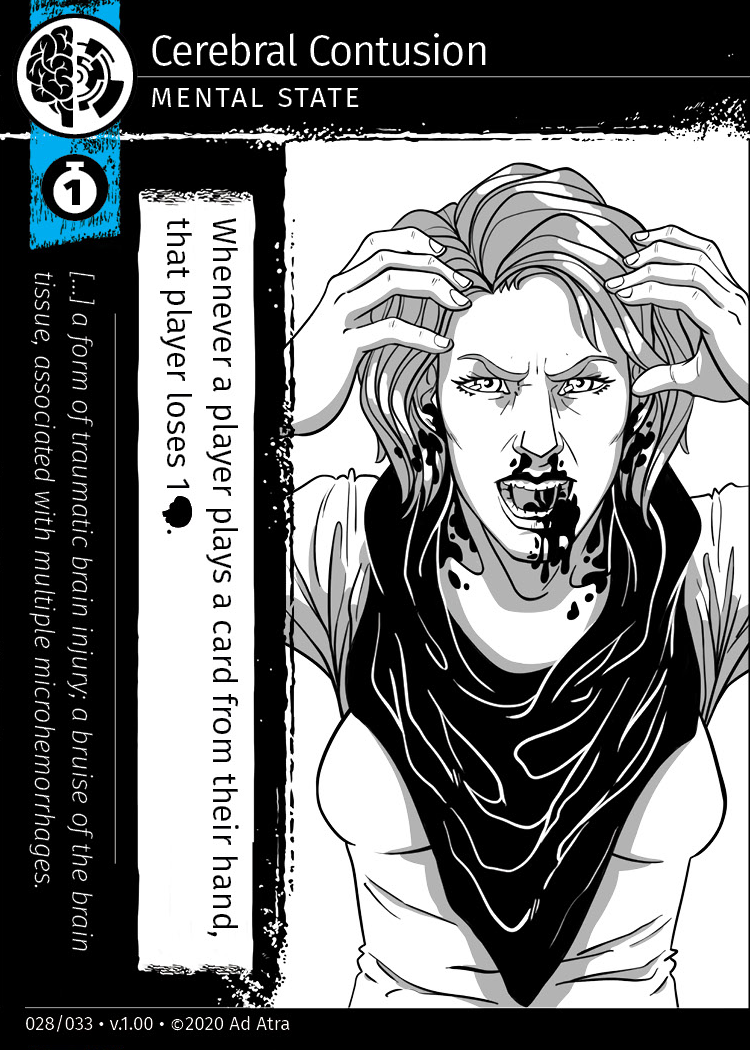 Cerebral Contusion
MENTAL STATE
1
Whenever a player plays a card from their hand,
that player loses 1.
[...] a form of traumatic brain injury; a bruise of the brain
tissue, associated with multiple microhemorrhages.
028/033 • v.1.00 • ©2020 Ad Atra